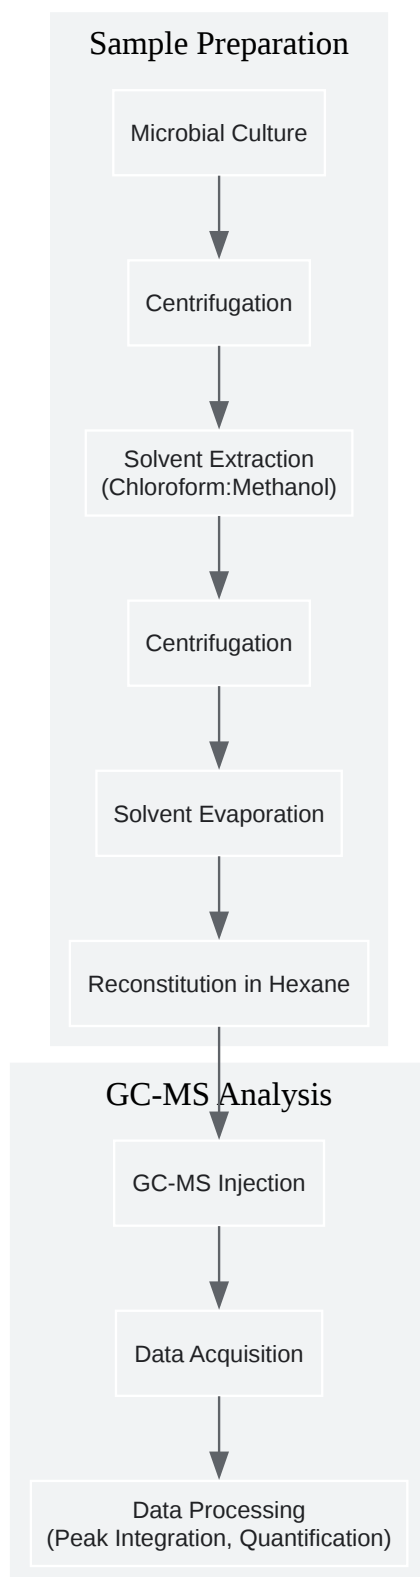 Sample Preparation
Microbial Culture
Centrifugation
Solvent Extraction
(Chloroform:Methanol)
Centrifugation
Solvent Evaporation
Reconstitution in Hexane
GC-MS Analysis
GC-MS Injection
Data Acquisition
Data Processing
(Peak Integration, Quantification)